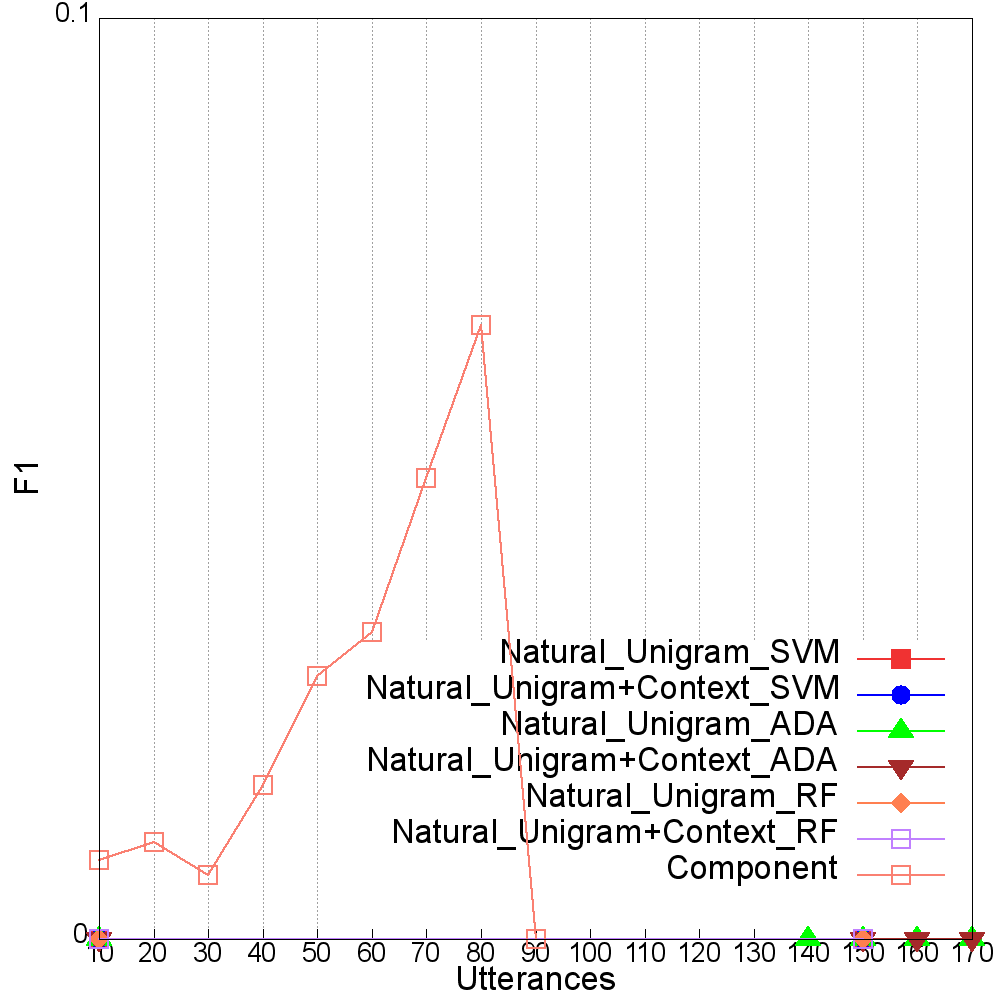 0.1
F1
Natural_Unigram_SVM
Natural_Unigram+Context_SVM
Natural_Unigram_ADA
Natural_Unigram+Context_ADA
Natural_Unigram_RF
Natural_Unigram+Context_RF
Component
0
10 20 30 40 50 60 70 80 90 100 110 120 130 140 150 160 170
Utterances